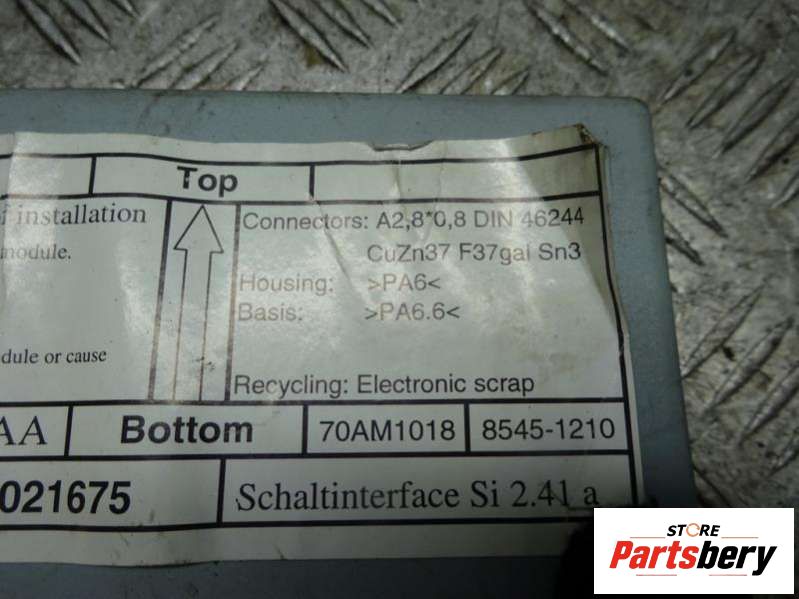 Top
installation
Connectors: A2,8*0,8 DIN 46244
module.
CuZn37 F37gal Sn3
Housing: >PA6<
Basis: >PA6.6<
dule or cause
Recycling: Electronic scrap
AA
Bottom
70AM1018
8545-1210
021675
Schaltinterface Si 2.41 a
STORE
Partsbery